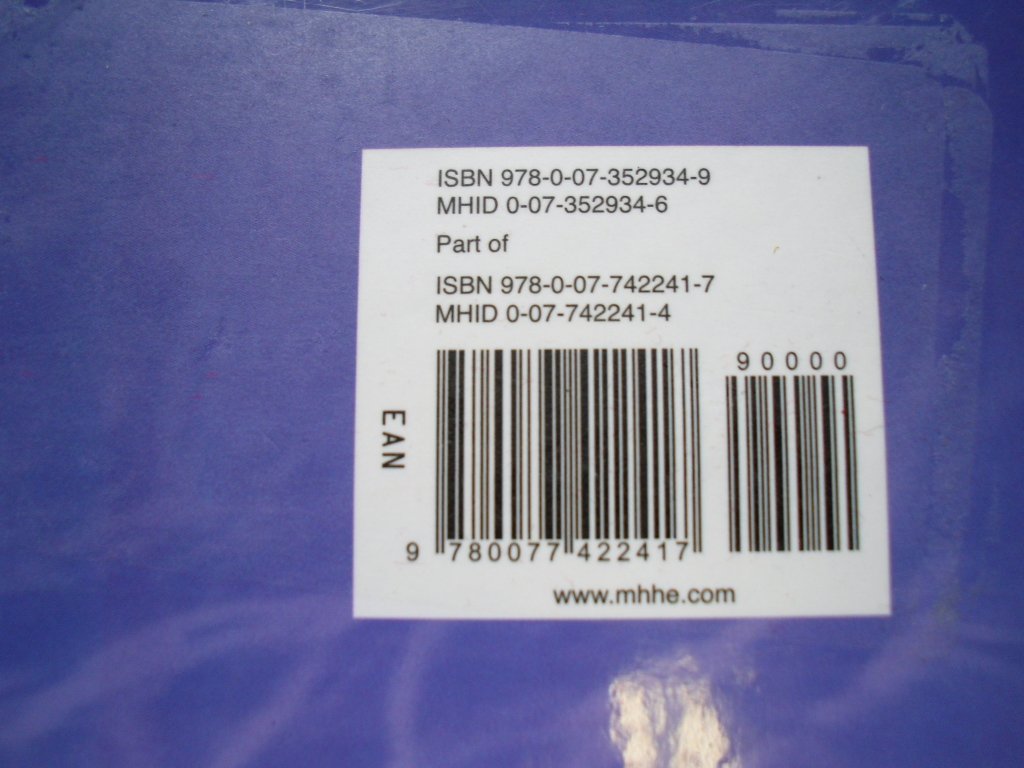 ISBN 978-0-07-352934-9
MHID 0-07-352934-6
Part of
ISBN 978-0-07-742241-7
MHID 0-07-742241-4
90000
EAN
9 780077 422417
www.mhhe.com